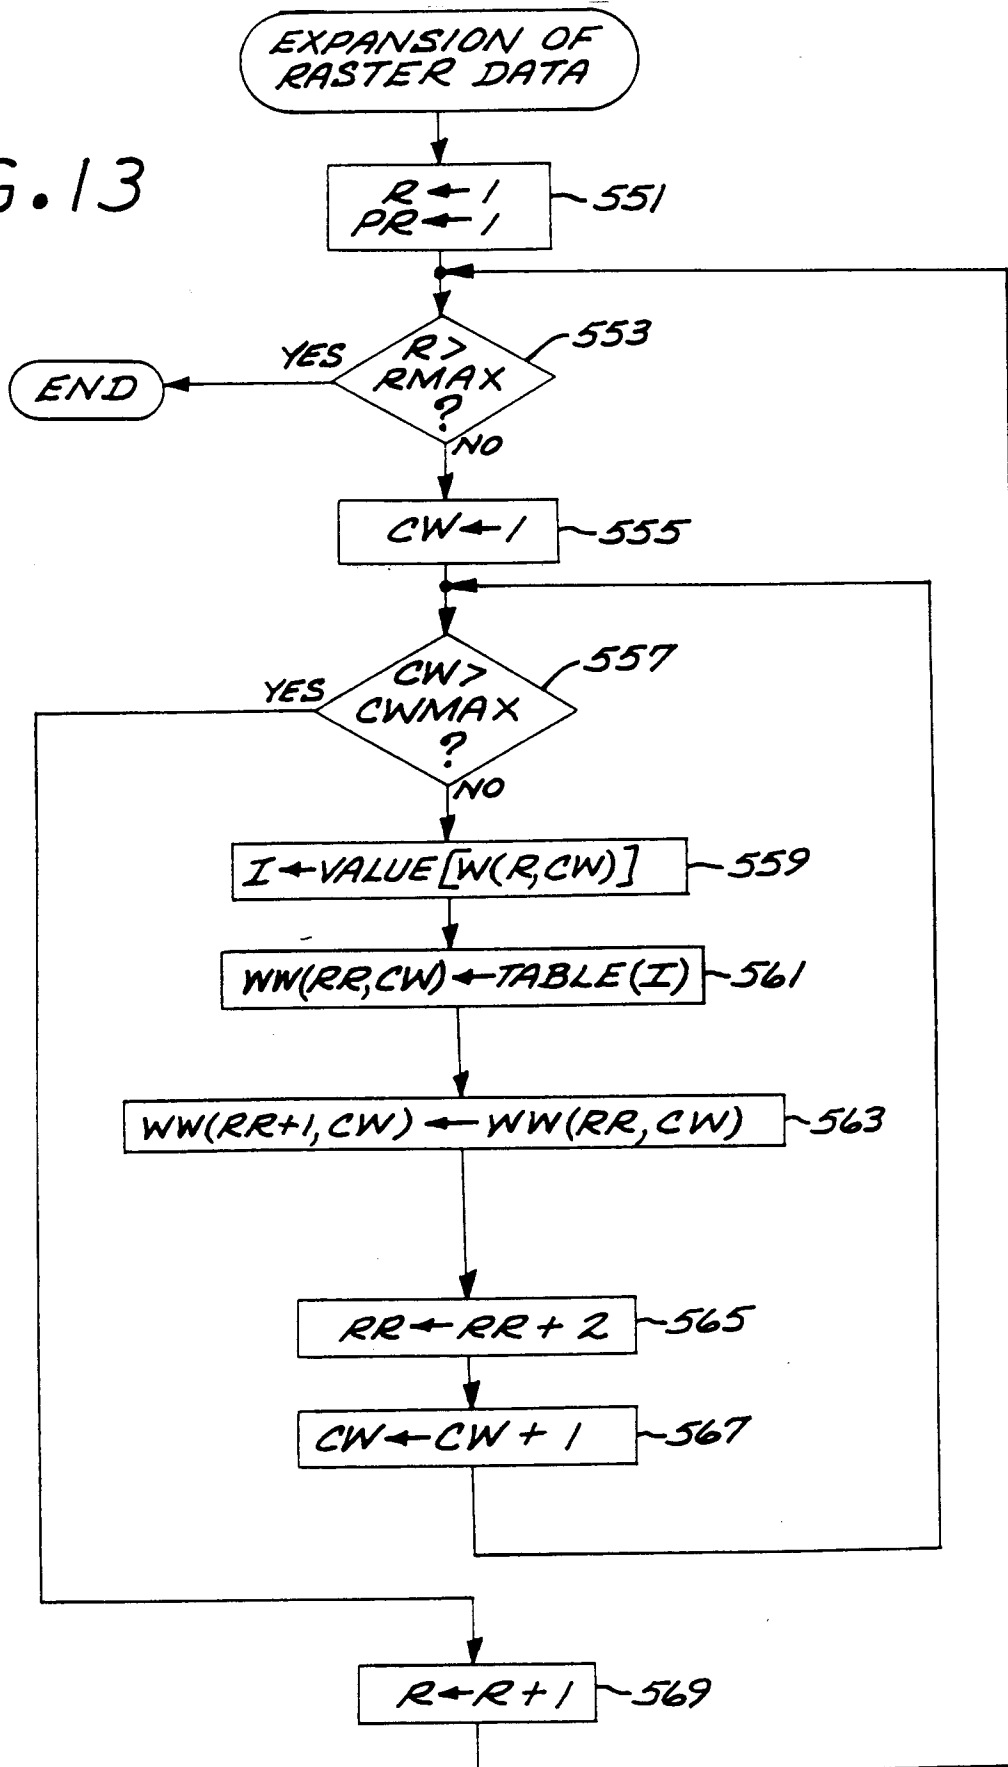 EXPANSION OF
RASTER DATA
G.13
R←1
PR←1
551
R>
RMAX
?
553
YES
END
NO
CW←1
555
CW>
CWMAX
?
557
YES
NO
I←VALUE[W(R,CW)]
559
WW(RR,CW)←TABLE(I)
561
WW(RR+1,CW)←WW(RR,CW)
563
RR←RR+2
565
CW←CW+1
567
R←R+1
569